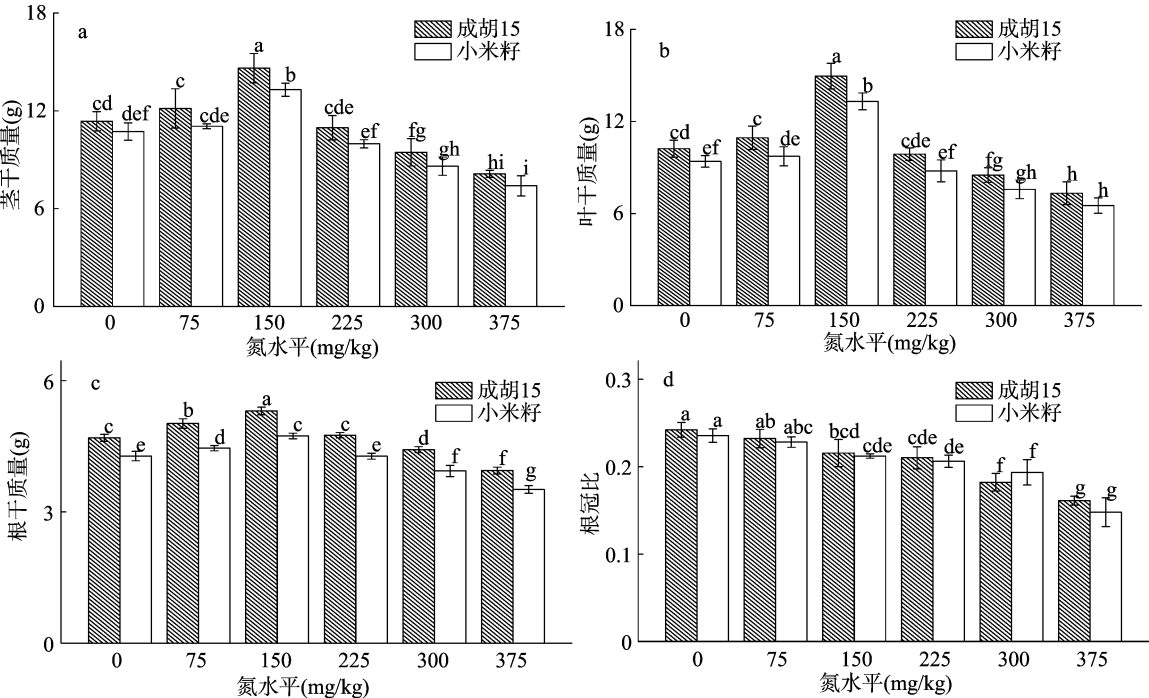 a
成胡15
小米籽
茎干质量(g)
18
12
6
0
cd def c cde a b cde ef fg gh hi i
0 75 150 225 300 375
氮水平(mg/kg)
b
成胡15
小米籽
叶干质量(g)
18
12
6
0
cd ef c de a b cde ef fg gh h h
0 75 150 225 300 375
氮水平(mg/kg)
c
成胡15
小米籽
根干质量(g)
6
3
0
c e b d a c c e d f f g
0 75 150 225 300 375
氮水平(mg/kg)
d
成胡15
小米籽
根冠比
0.3
0.2
0.1
0
a a ab abc bcd cde cde de f f g g
0 75 150 225 300 375
氮水平(mg/kg)